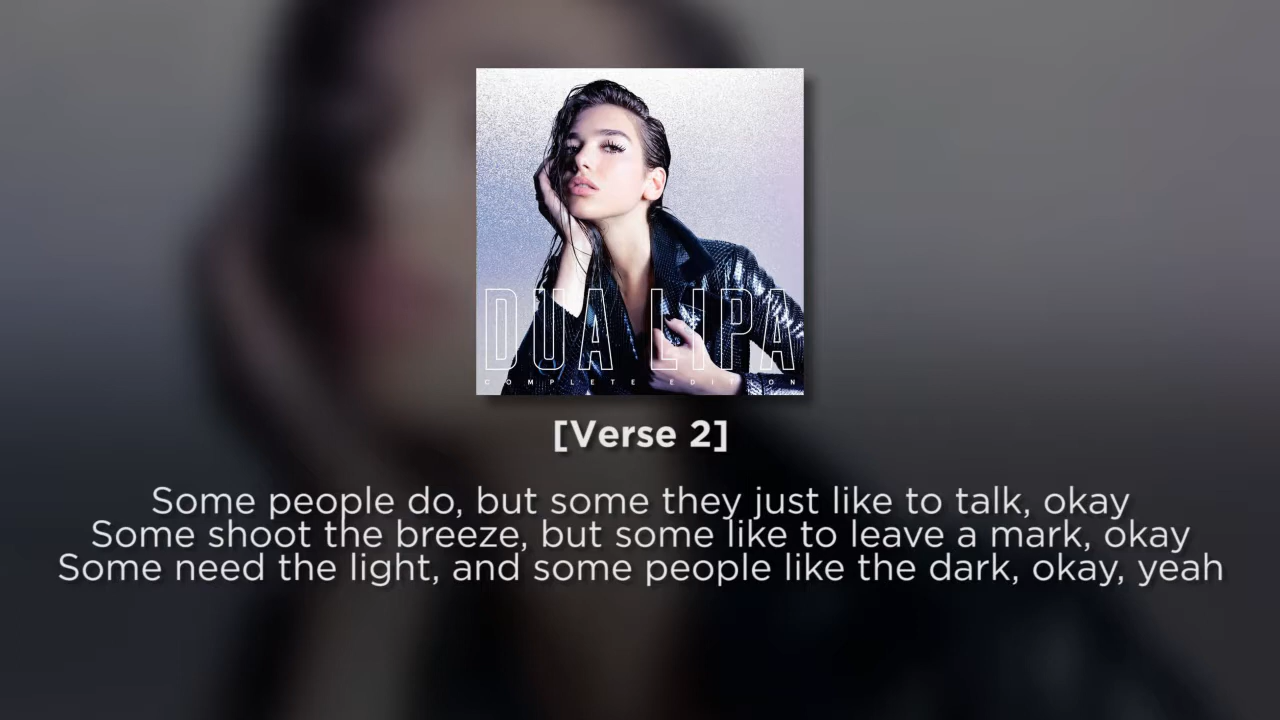 DUA LIPA
COMPLETE EDITION
[Verse 2]
Some people do, but some they just like to talk, okay
Some shoot the breeze, but some like to leave a mark, okay
Some need the light, and some people like the dark, okay, yeah